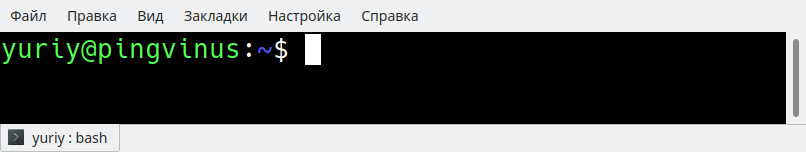 Файл Правка Вид Закладки Настройка Справка
yuriy@pingvinus:~$
yuriy : bash